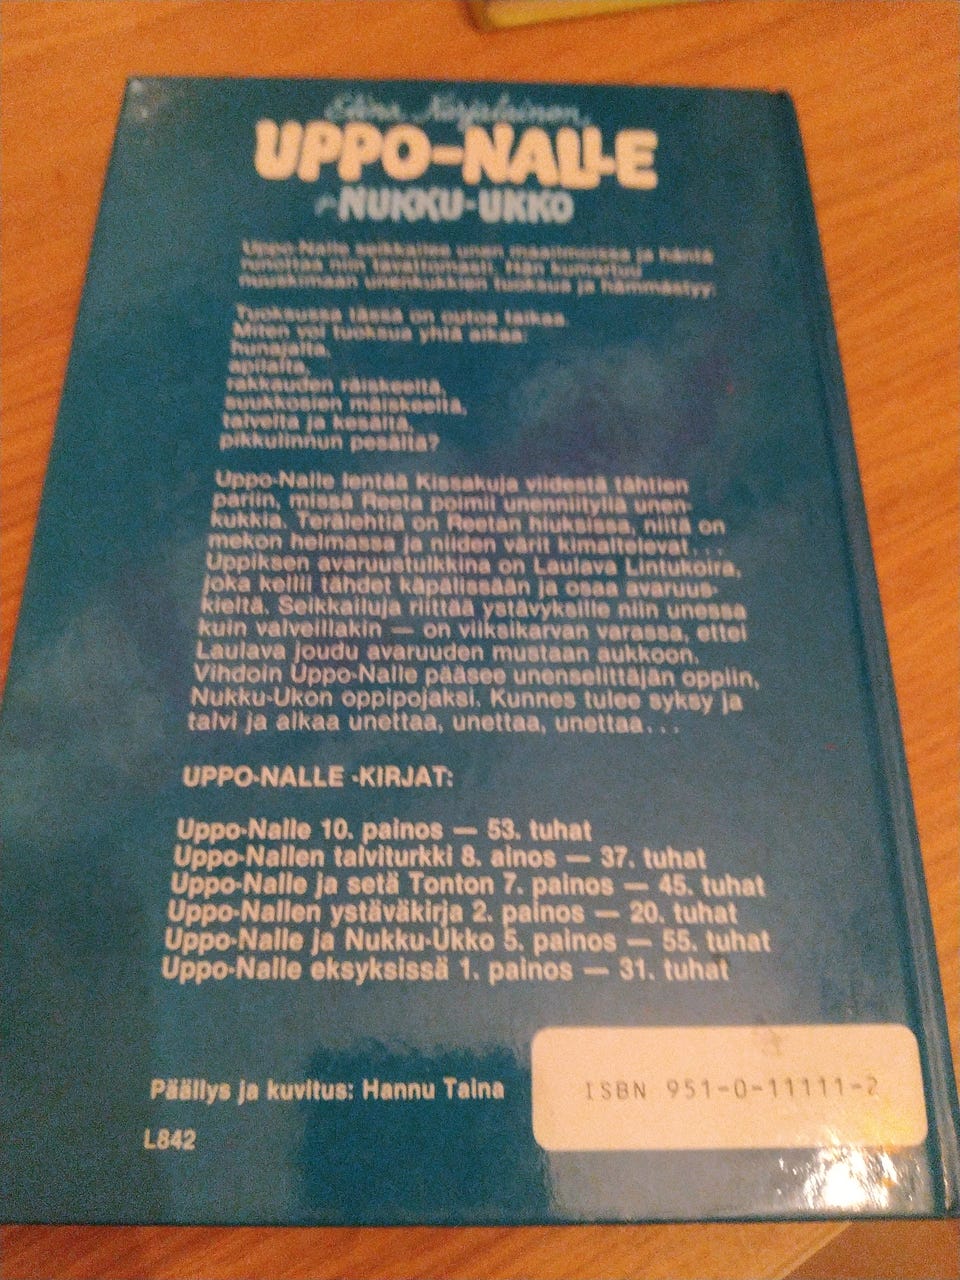 Elina Karjalainen
UPPO-NALLE
ja NUKKU-UKKO
Uppo-Nalle seikkailee unen maailmoissa ja häntä
runottaa niin tavattomasti. Hän kumartuu
nuuskimaan unenkukkien tuoksua ja hämmästyy:
Tuoksussa tässä on outoa taikaa.
Miten voi tuoksua yhtä aikaa:
hunajalta,
apilalta,
rakkauden räiskeeltä,
suukkosien mäiskeeltä,
talvelta ja kesältä,
pikkulinnun pesältä?
Uppo-Nalle lentää Kissakuja viidestä tähtien
pariin, missä Reeta poimii unenniityllä unen-
kukkia. Terälehtiä on Reetan hiuksissa, niitä on
mekon helmassa ja niiden värit kimaltelevat...
Uppiksen avaruustulkkina on Laulava Lintukoira,
joka kellii tähdet käpälissään ja osaa avaruus-
kieltä. Seikkailuja riittää ystävyksille niin unessa
kuin valveillakin — on viiksikarvan varassa, ettei
Laulava joudu avaruuden mustaan aukkoon.
Vihdoin Uppo-Nalle pääsee unenselittäjän oppiin,
Nukku-Ukon oppipojaksi. Kunnes tulee syksy ja
talvi ja alkaa unettaa, unettaa, unettaa...
UPPO-NALLE -KIRJAT:
Uppo-Nalle 10. painos — 53. tuhat
Uppo-Nallen talviturkki 8. ainos — 37. tuhat
Uppo-Nalle ja setä Tonton 7. painos — 45. tuhat
Uppo-Nallen ystäväkirja 2. painos — 20. tuhat
Uppo-Nalle ja Nukku-Ukko 5. painos — 55. tuhat
Uppo-Nalle eksyksissä 1. painos — 31. tuhat
Päällys ja kuvitus: Hannu Taina
ISBN 951-0-11111-2
L842